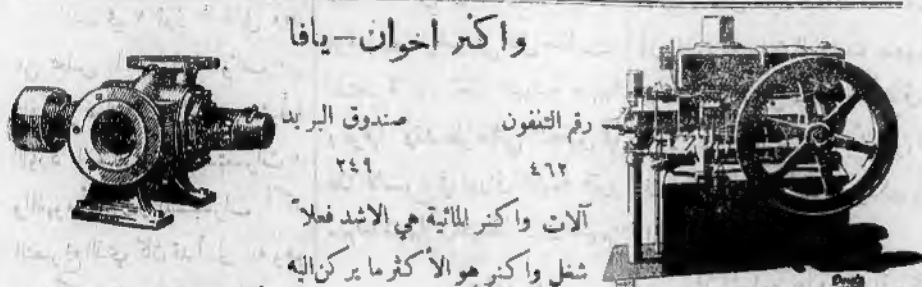 واكنر اخوان - يافا
رقم التلفون صندوق البريد
٤٦٢ ٢٤٩
آلات واكنر المائية هي الاشد فعلاً
شغل واكنر هو الأكثر ما يركن اليه